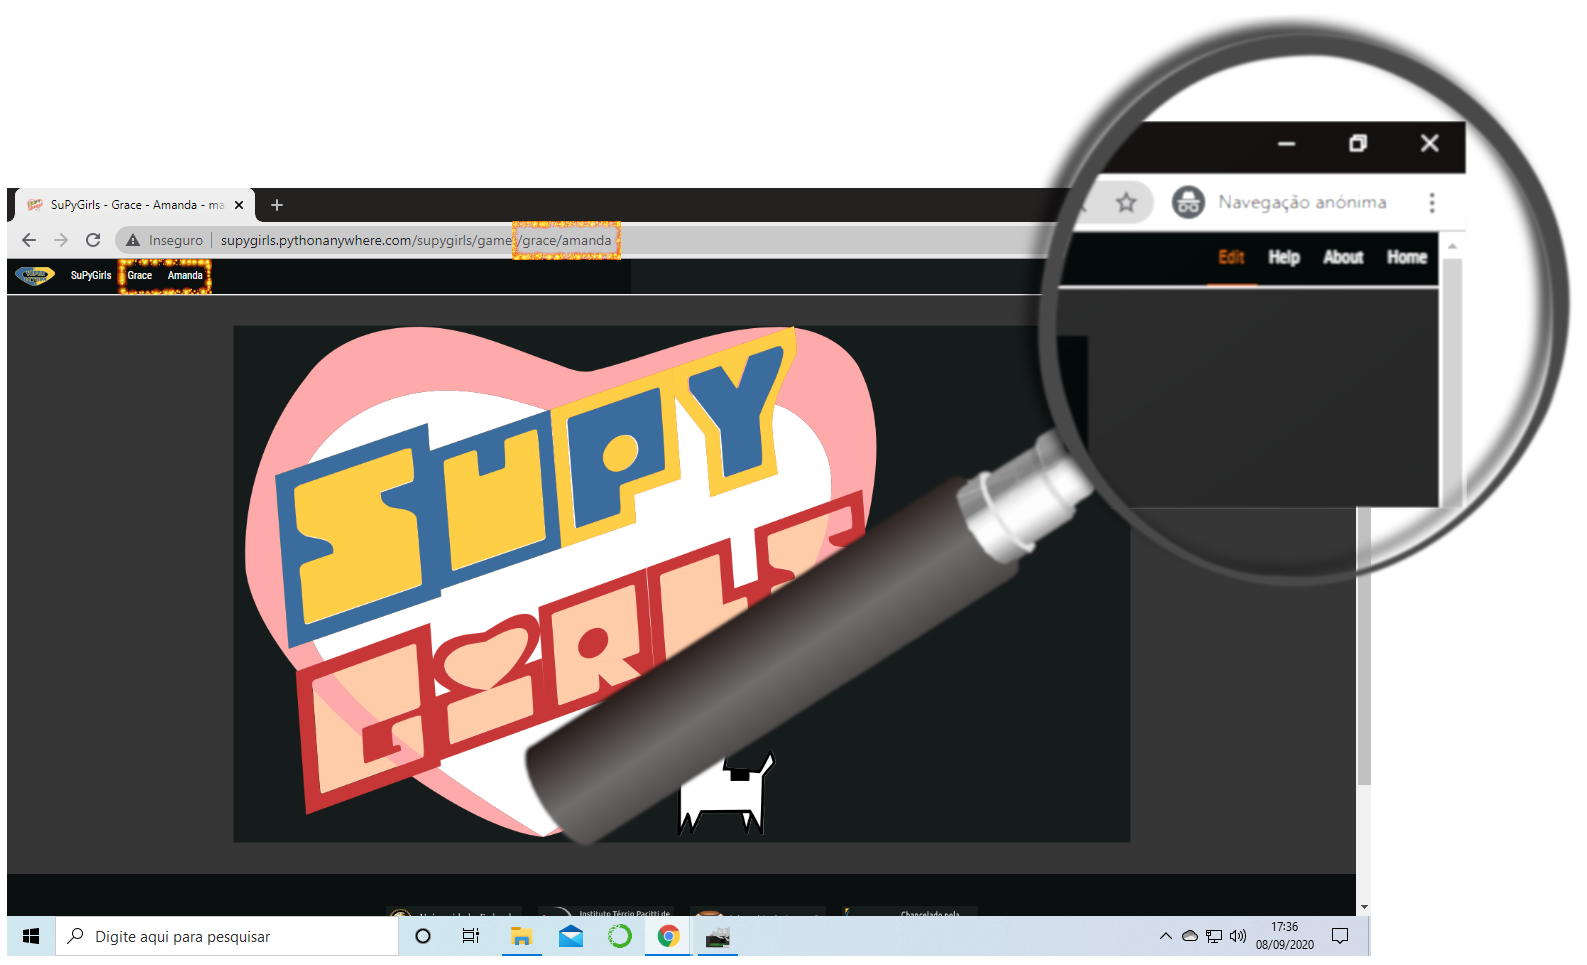 SuPyGirls - Grace - Amanda - ma
Inseguro
supygirls.pythonanywhere.com/supygirls/game/grace/amanda
Navegação anónima
SuPyGirls Grace Amanda
Edit Help About Home
SuPY
GiRLS
Instituto Tércio Pacitti de
Chancelado pela
Digite aqui para pesquisar
17:36
08/09/2020